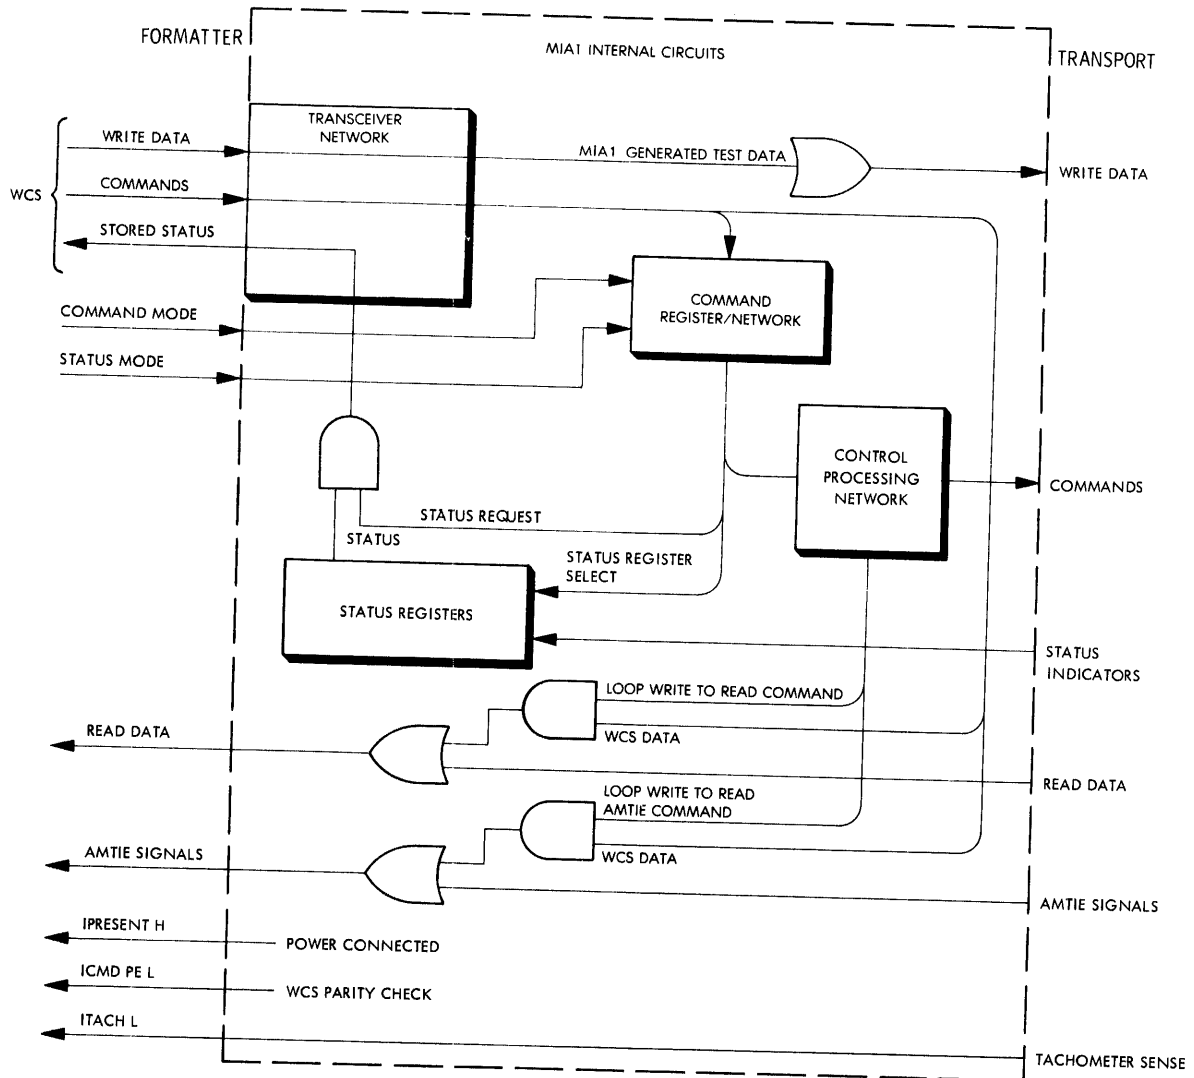 FORMATTER
MIA1 INTERNAL CIRCUITS
TRANSPORT
TRANSCEIVER
NETWORK
WRITE DATA
MIA1 GENERATED TEST DATA
WRITE DATA
WCS
COMMANDS
STORED STATUS
COMMAND
REGISTER/NETWORK
COMMAND MODE
STATUS MODE
CONTROL
PROCESSING
NETWORK
COMMANDS
STATUS REQUEST
STATUS
STATUS REGISTER
SELECT
STATUS REGISTERS
STATUS
INDICATORS
LOOP WRITE TO READ COMMAND
WCS DATA
READ DATA
READ DATA
LOOP WRITE TO READ
AMTIE COMMAND
WCS DATA
AMTIE SIGNALS
AMTIE SIGNALS
IPRESENT H
POWER CONNECTED
ICMD PE L
WCS PARITY CHECK
ITACH L
TACHOMETER SENSE